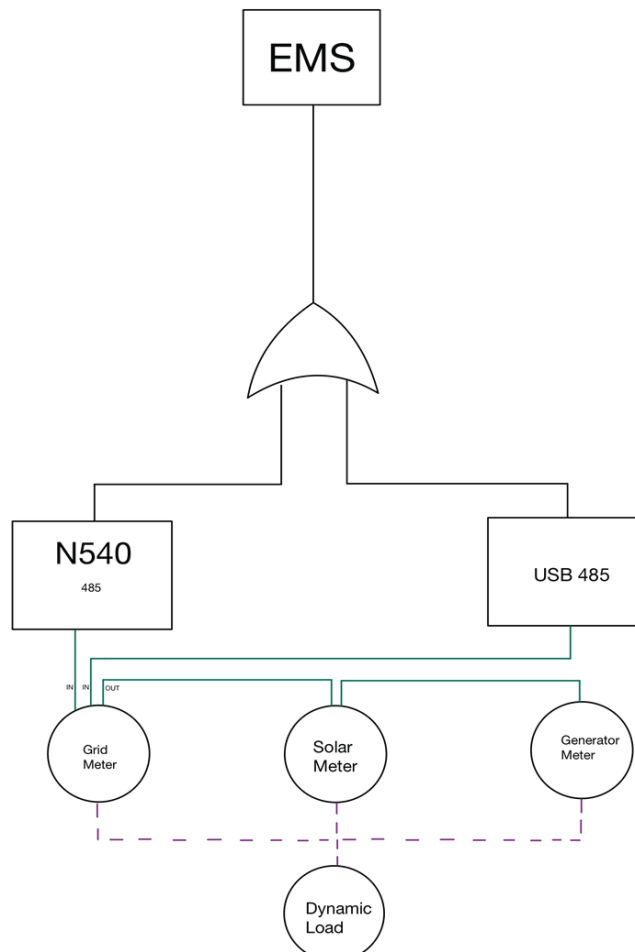 EMS
N540
485
USB 485
IN
IN
OUT
Grid
Meter
Solar
Meter
Generator
Meter
Dynamic
Load